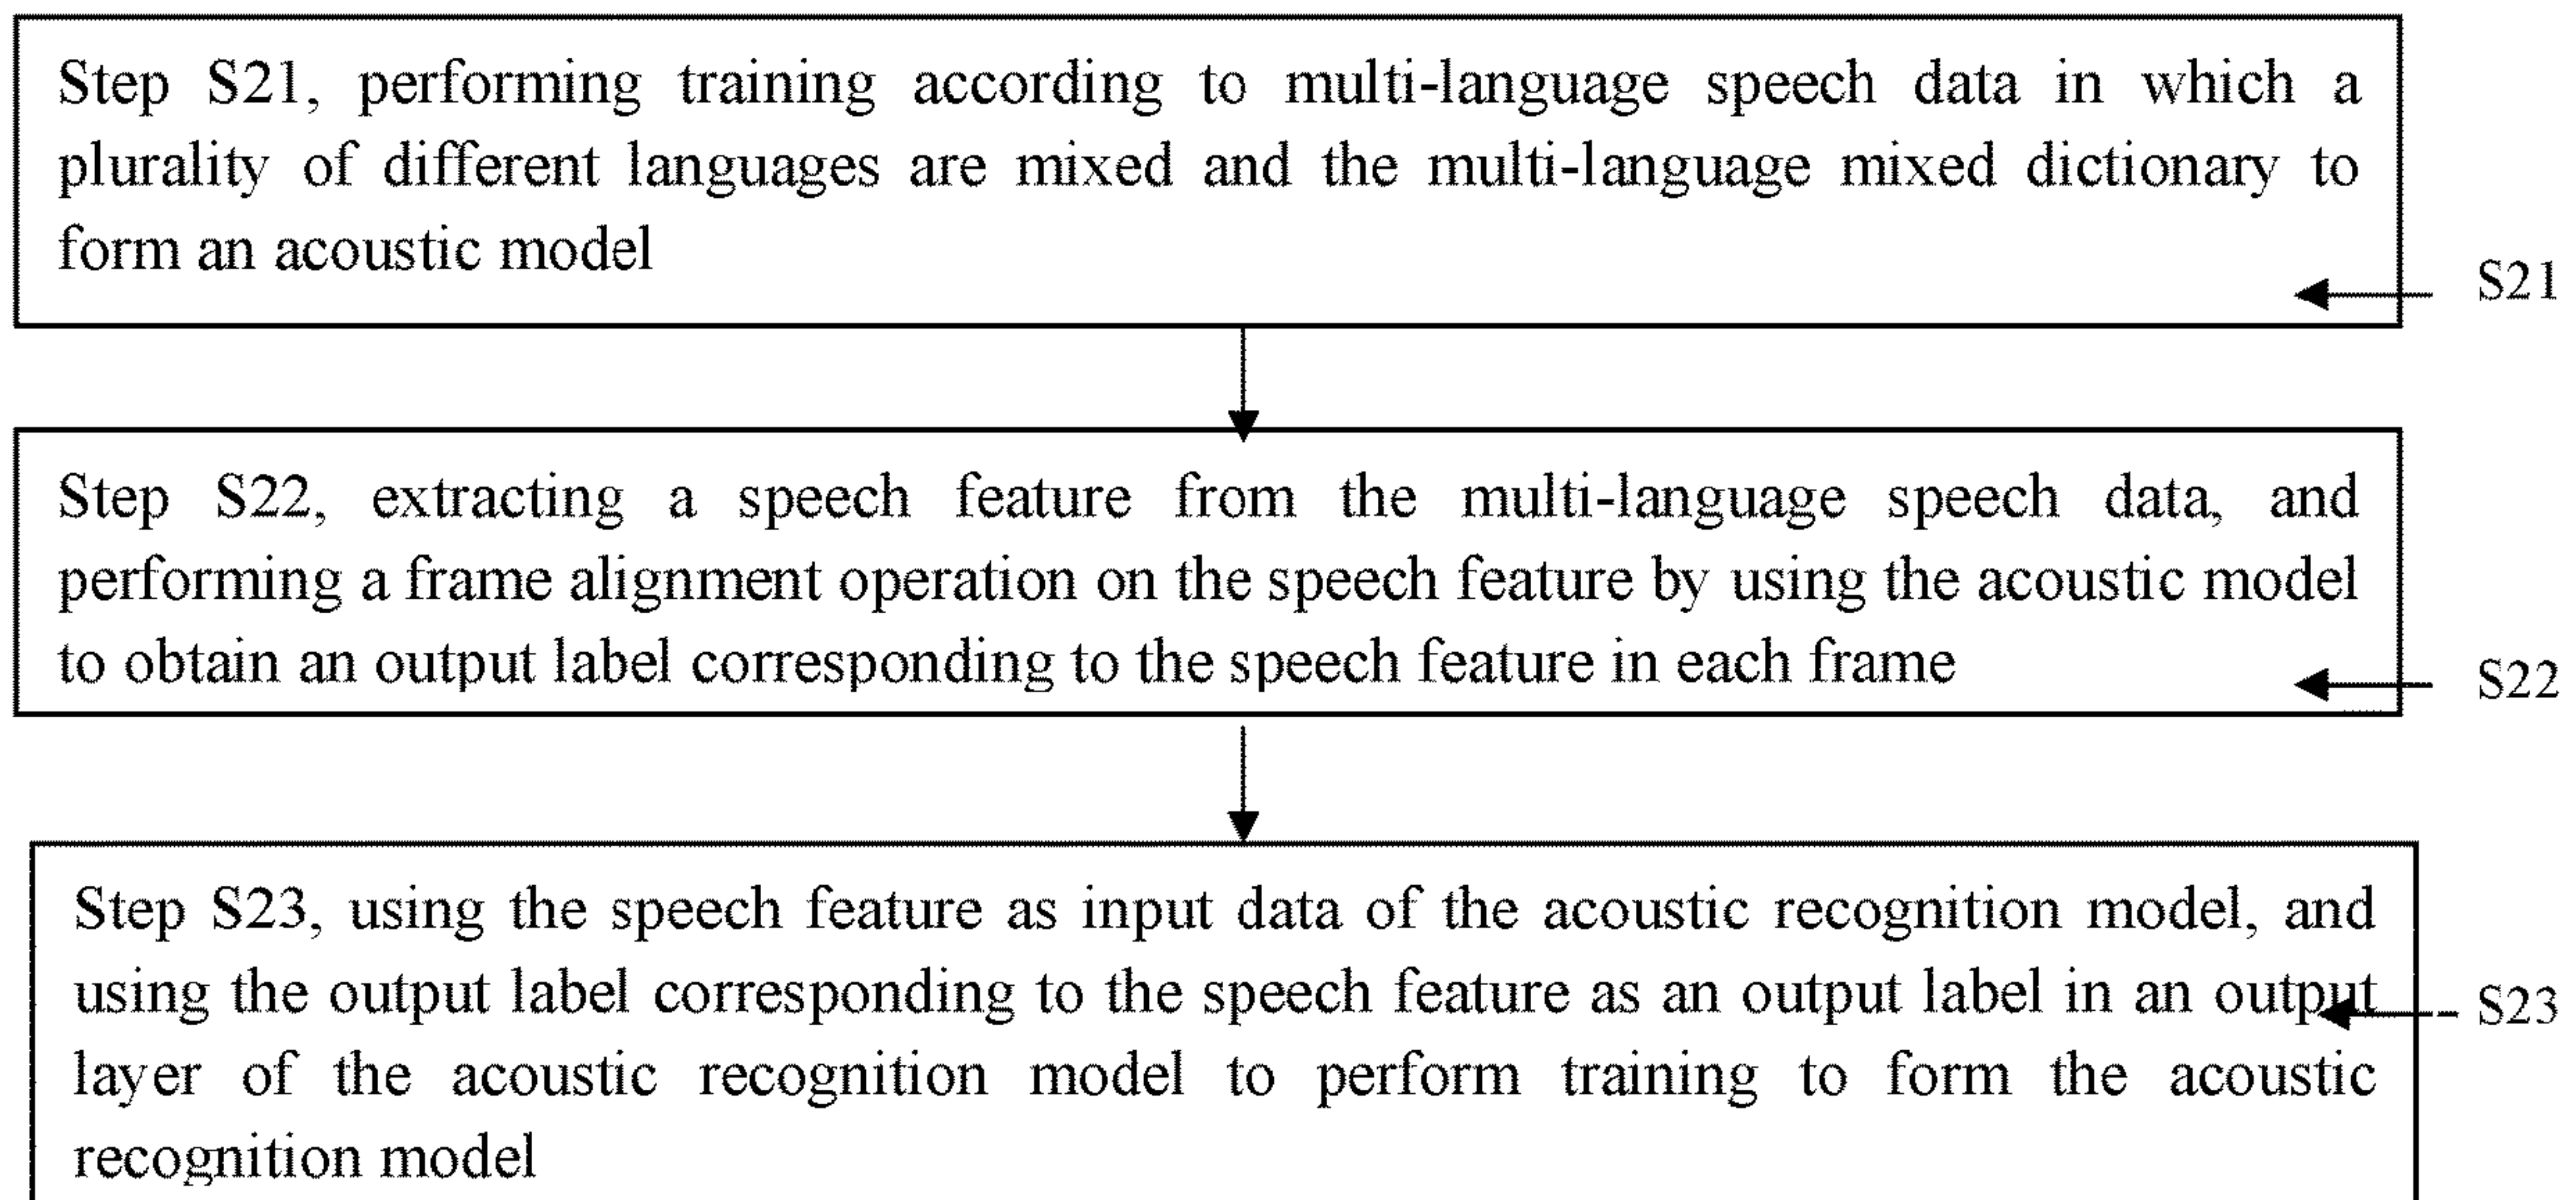 Step S21, performing training according to multi-language speech data in which a
plurality of different languages are mixed and the multi-language mixed dictionary to
form an acoustic model
S21
Step S22, extracting a speech feature from the multi-language speech data, and
performing a frame alignment operation on the speech feature by using the acoustic model
to obtain an output label corresponding to the speech feature in each frame
S22
Step S23, using the speech feature as input data of the acoustic recognition model, and
using the output label corresponding to the speech feature as an output label in an output
S23
layer of the acoustic recognition model to perform training to form the acoustic
recognition model